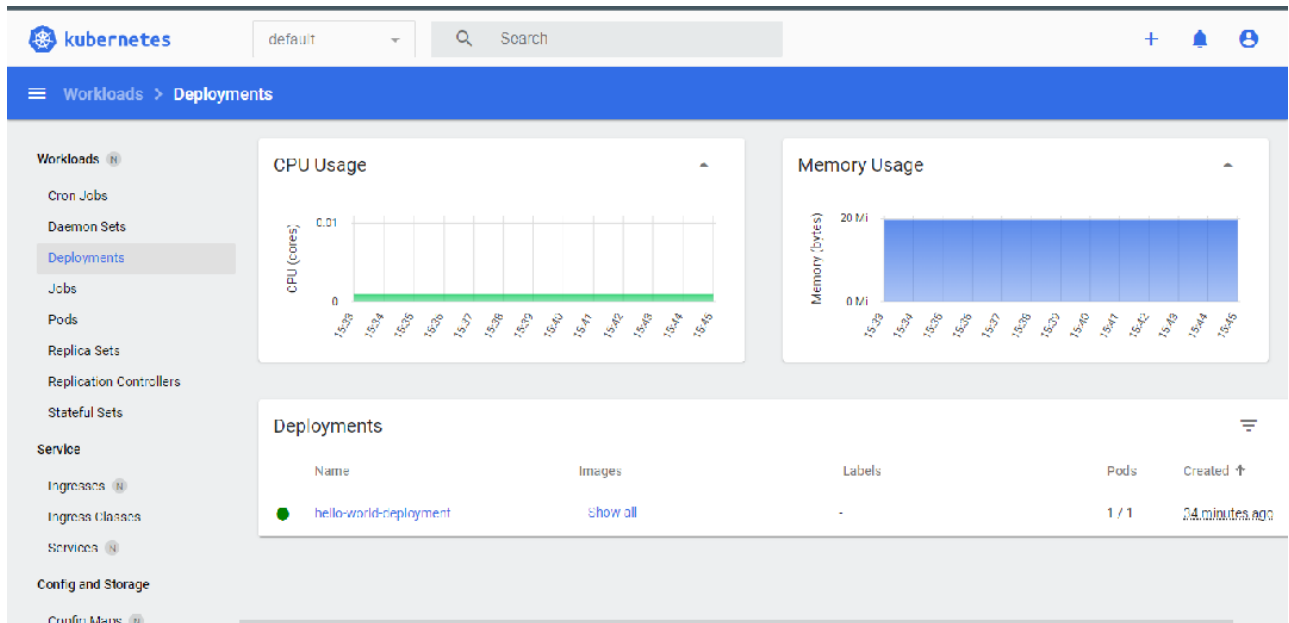 kubernetes
default
Search
Workloads > Deployments
Workloads N
Cron Jobs
Daemon Sets
Deployments
Jobs
Pods
Replica Sets
Replication Controllers
Stateful Sets
Service
Ingresses N
Ingress Classes
Services N
Config and Storage
Config Maps N
CPU Usage
CPU (cores)
0.01
0
15:33 15:34 15:35 15:36 15:37 15:38 15:39 15:40 15:41 15:42 15:43 15:44 15:45
Memory Usage
Memory (bytes)
20 Mi
0 Mi
15:33 15:34 15:35 15:36 15:37 15:38 15:39 15:40 15:41 15:42 15:43 15:44 15:45
Deployments
Name Images Labels Pods Created
hello-world-deployment Show all - 1 / 1 34 minutes ago